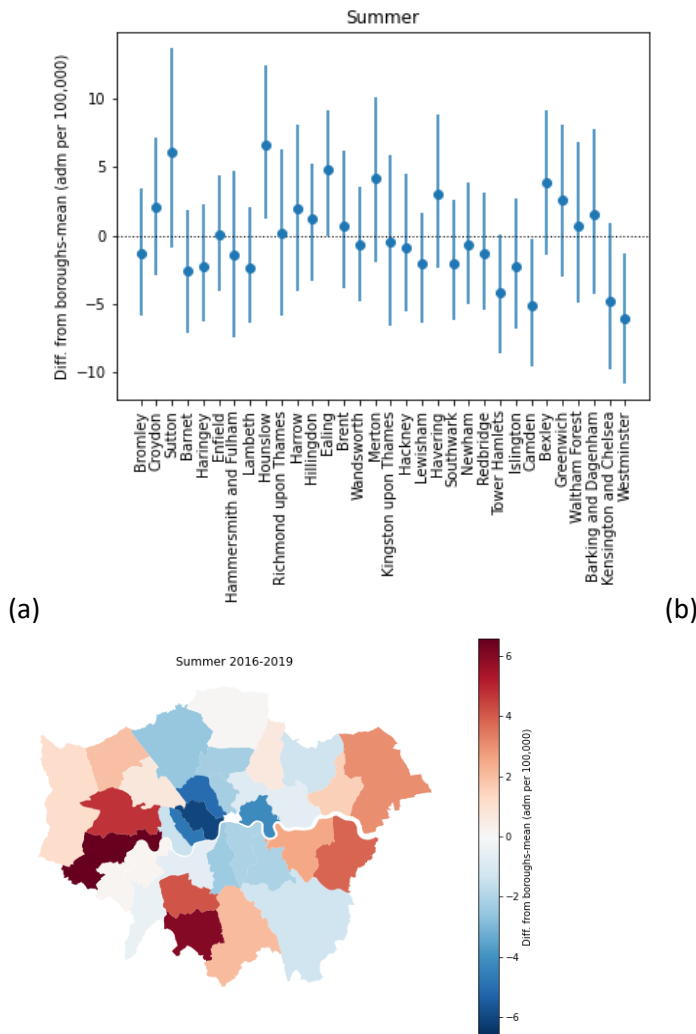 Summer
Diff. from boroughs-mean (adm per 100,000)
10
5
0
−5
−10
Bromley
Croydon
Sutton
Barnet
Haringey
Enfield
Hammersmith and Fulham
Lambeth
Hounslow
Richmond upon Thames
Harrow
Hillingdon
Ealing
Brent
Wandsworth
Merton
Kingston upon Thames
Hackney
Lewisham
Havering
Southwark
Newham
Redbridge
Tower Hamlets
Islington
Camden
Bexley
Greenwich
Waltham Forest
Barking and Dagenham
Kensington and Chelsea
Westminster
(a)
(b)
Summer 2016-2019
6
4
2
0
−2
−4
−6
Diff. from boroughs-mean (adm per 100,000)